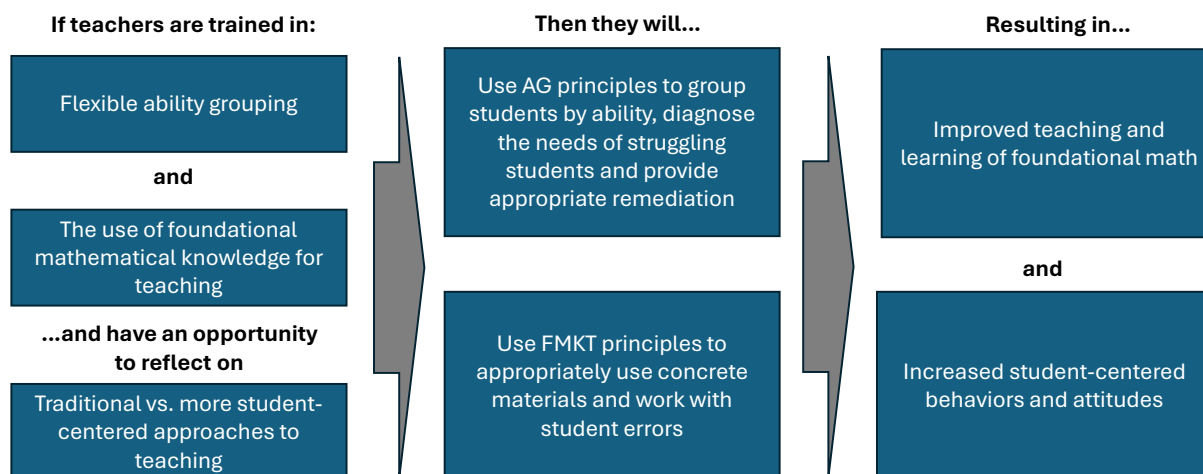 If teachers are trained in:
Flexible ability grouping
and
The use of foundational
mathematical knowledge for
teaching
...and have an opportunity
to reflect on
Traditional vs. more student-
centered approaches to
teaching
Then they will...
Use AG principles to group
students by ability, diagnose
the needs of struggling
students and provide
appropriate remediation
Use FMKT principles to
appropriately use concrete
materials and work with
student errors
Resulting in...
Improved teaching and
learning of foundational math
and
Increased student-centered
behaviors and attitudes